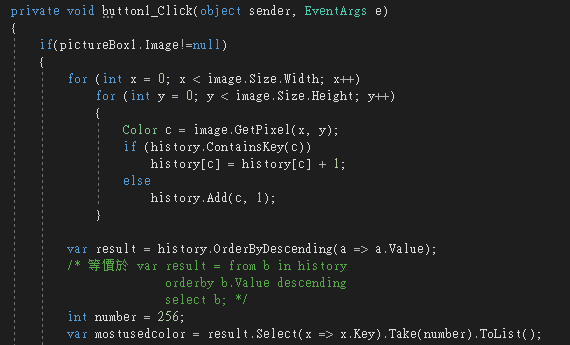 private void button1_Click(object sender, EventArgs e)
{
if(pictureBox1.Image!=null)
{
for (int x = 0; x < image.Size.Width; x++)
for (int y = 0; y < image.Size.Height; y++)
{
Color c = image.GetPixel(x, y);
if (history.ContainsKey(c))
history[c] = history[c] + 1;
else
history.Add(c, 1);
}
var result = history.OrderByDescending(a => a.Value);
/* 等價於 var result = from b in history
orderby b.Value descending
select b; */
int number = 256;
var mostusedcolor = result.Select(x => x.Key).Take(number).ToList();